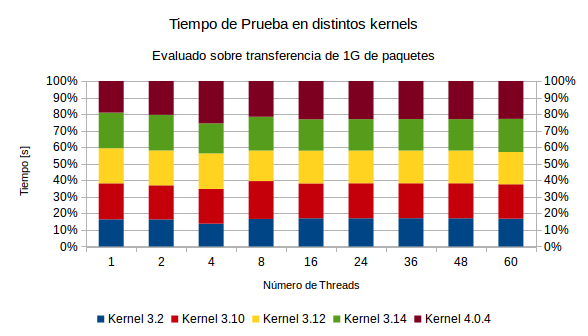 Tiempo de Prueba en distintos kernels
Evaluado sobre transferencia de 1G de paquetes
100% 100%
90% 90%
80% 80%
70% 70%
60% 60%
50% 50%
40% 40%
30% 30%
20% 20%
10% 10%
0% 0%
Tiempo [s]
1 2 4 8 16 24 36 48 60
Número de Threads
Kernel 3.2 Kernel 3.10 Kernel 3.12 Kernel 3.14 Kernel 4.0.4